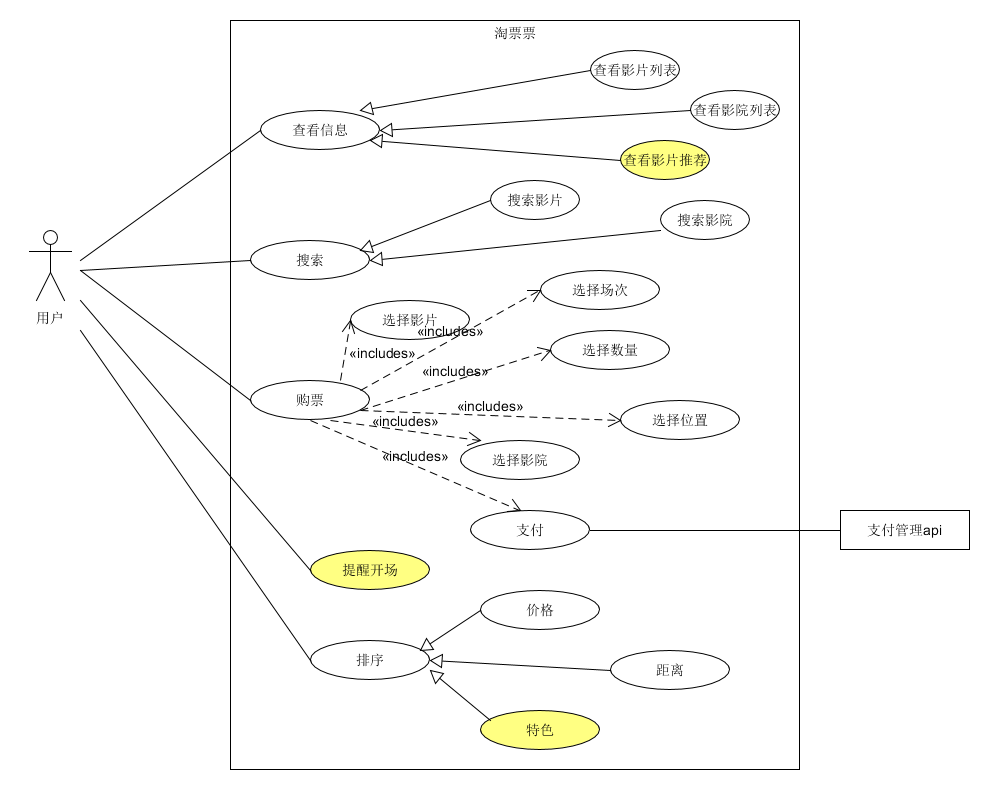 淘票票
查看影片列表
查看影院列表
查看信息
查看影片推荐
搜索影片
搜索影院
搜索
用户
选择场次
选择影片
«includes»
«includes»
选择数量
«includes»
购票
«includes»
选择位置
«includes»
选择影院
«includes»
支付
支付管理api
提醒开场
价格
排序
距离
特色